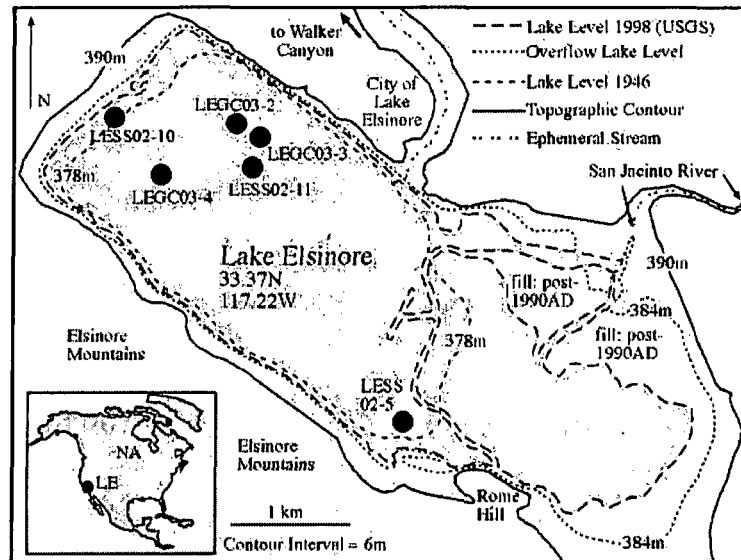 390m
N
to Walker
Canyon
City of
Lake
Elsinore
Lake Level 1998 (USGS)
Overflow Lake Level
Lake Level 1946
Topographic Contour
Ephemeral Stream
San Jacinto River
LEGC03-2
LESS02-10
LEGC03-3
378m
LEGC03-4
LESS02-11
Lake Elsinore
33.37N
117.22W
fill: post-
1990AD
390m
384m
fill: post-
1990AD
378m
Elsinore
Mountains
LESS
02-5
NA
LE
Elsinore
Mountains
Rome
Hill
384m
1 km
Contour Interval = 6m